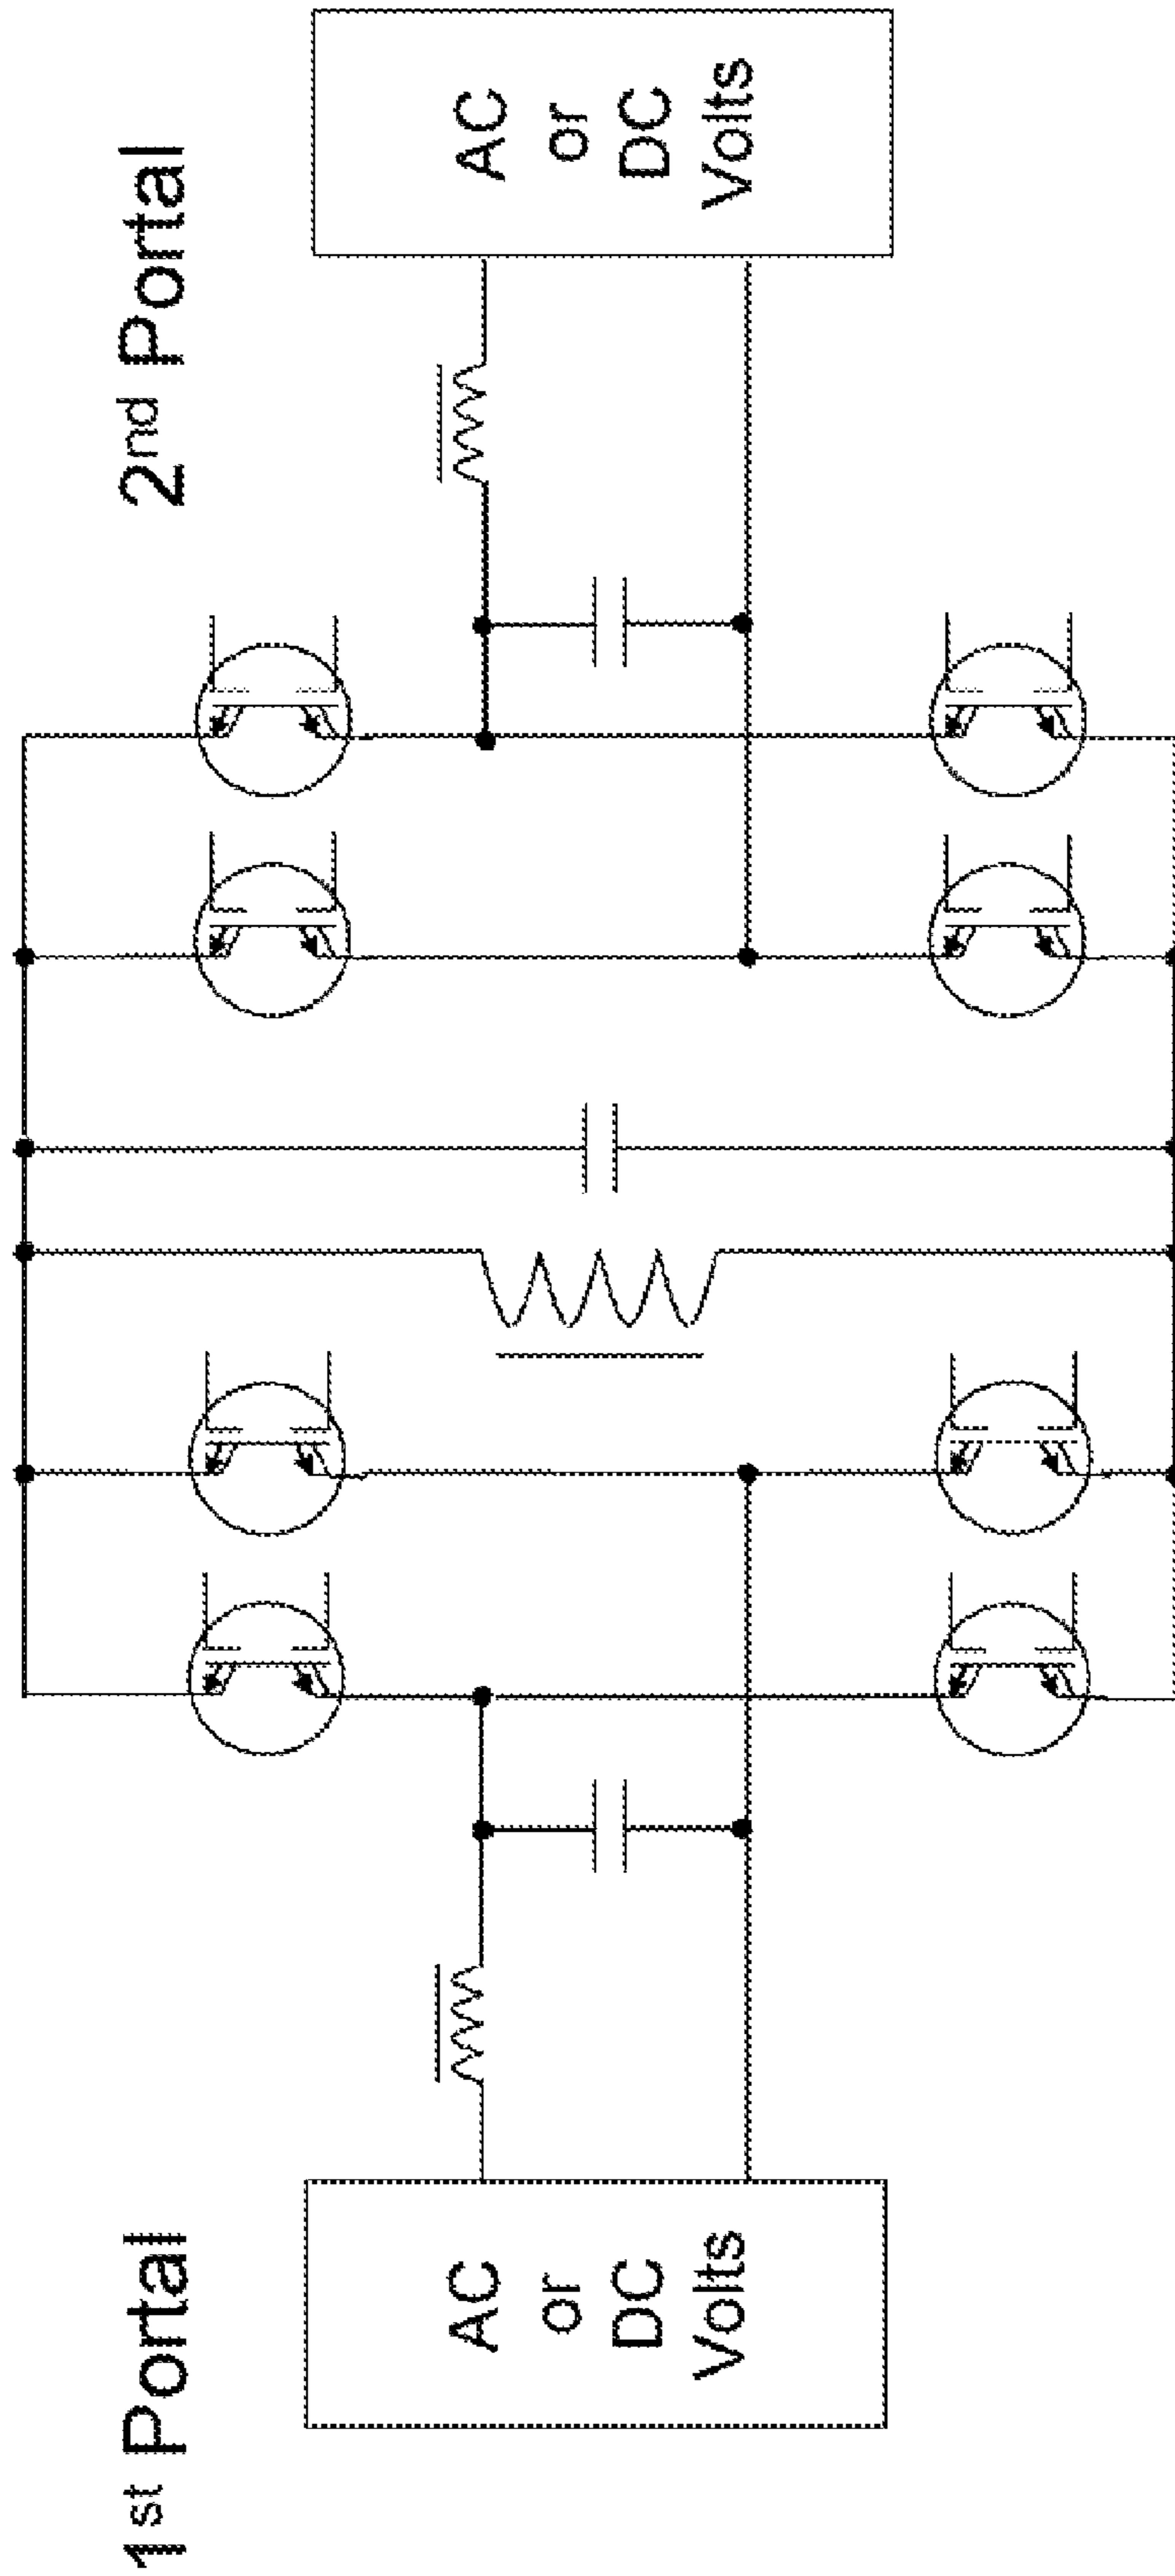 1st Portal
AC
or
DC
Volts
2nd Portal
AC
or
DC
Volts